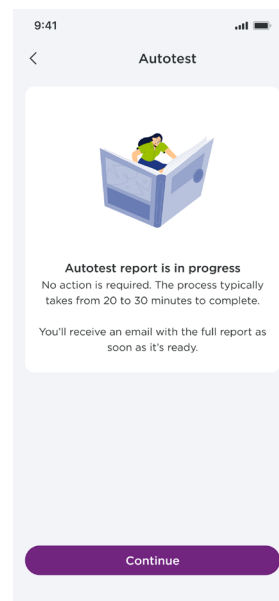 9:41
Autotest
Autotest report is in progress
No action is required. The process typically
takes from 20 to 30 minutes to complete.
You'll receive an email with the full report as
soon as it's ready.
Continue